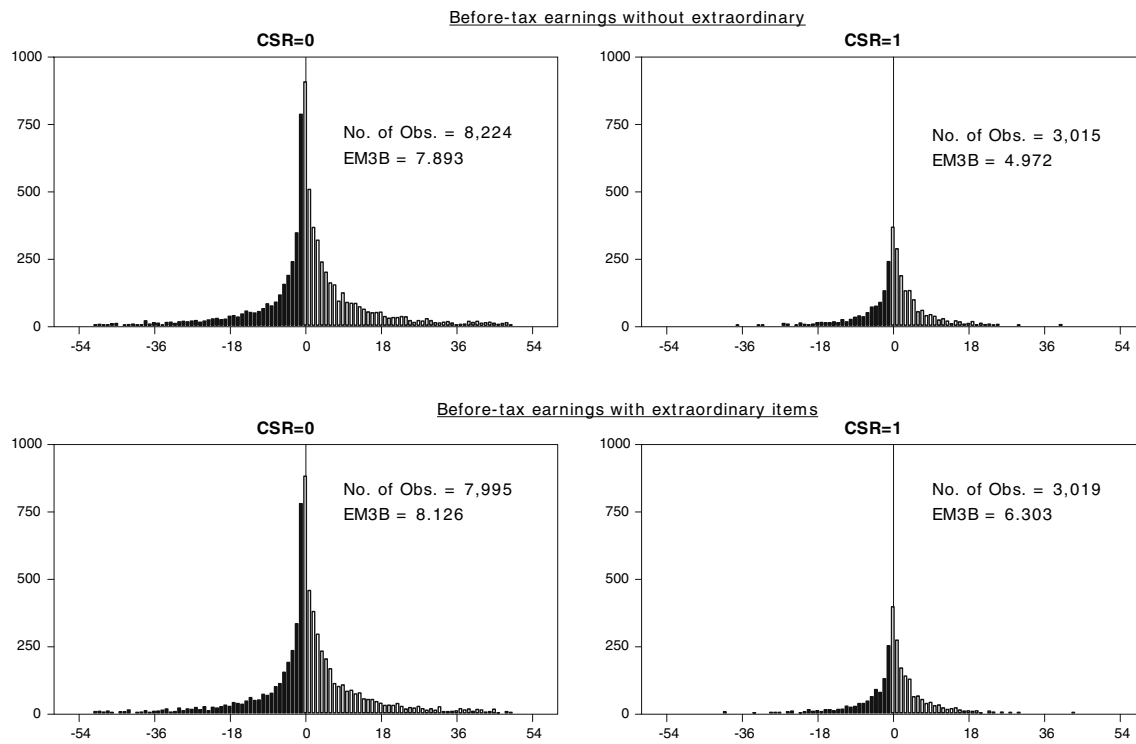 Before-tax earnings without extraordinary
CSR=0
CSR=1
1000
750
500
250
0
No. of Obs. = 8,224
EM3B = 7.893
-54 -36 -18 0 18 36 54
1000
750
500
250
0
No. of Obs. = 3,015
EM3B = 4.972
-54 -36 -18 0 18 36 54
Before-tax earnings with extraordinary items
CSR=0
CSR=1
1000
750
500
250
0
No. of Obs. = 7,995
EM3B = 8.126
-54 -36 -18 0 18 36 54
1000
750
500
250
0
No. of Obs. = 3,019
EM3B = 6.303
-54 -36 -18 0 18 36 54